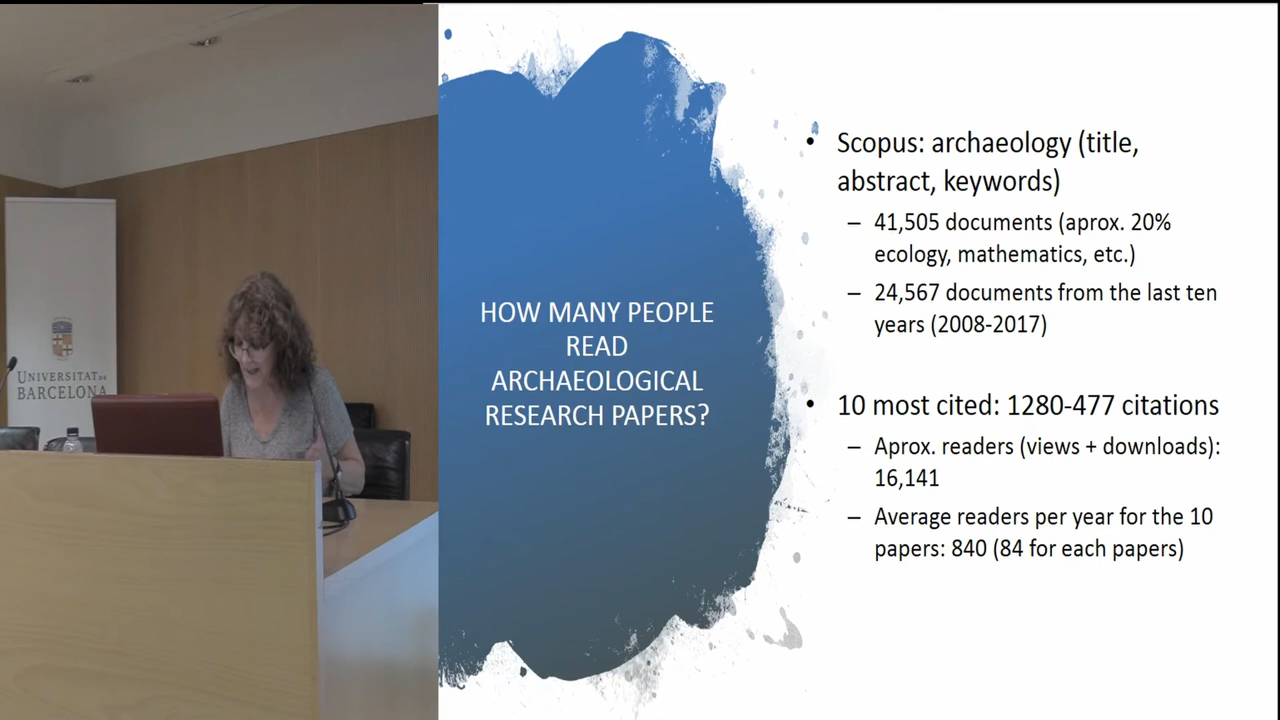 UNIVERSITAT DE
BARCELONA
HOW MANY PEOPLE
READ
ARCHAEOLOGICAL
RESEARCH PAPERS?
• Scopus: archaeology (title,
abstract, keywords)
– 41,505 documents (aprox. 20%
ecology, mathematics, etc.)
– 24,567 documents from the last ten
years (2008-2017)
• 10 most cited: 1280-477 citations
– Aprox. readers (views + downloads):
16,141
– Average readers per year for the 10
papers: 840 (84 for each papers)